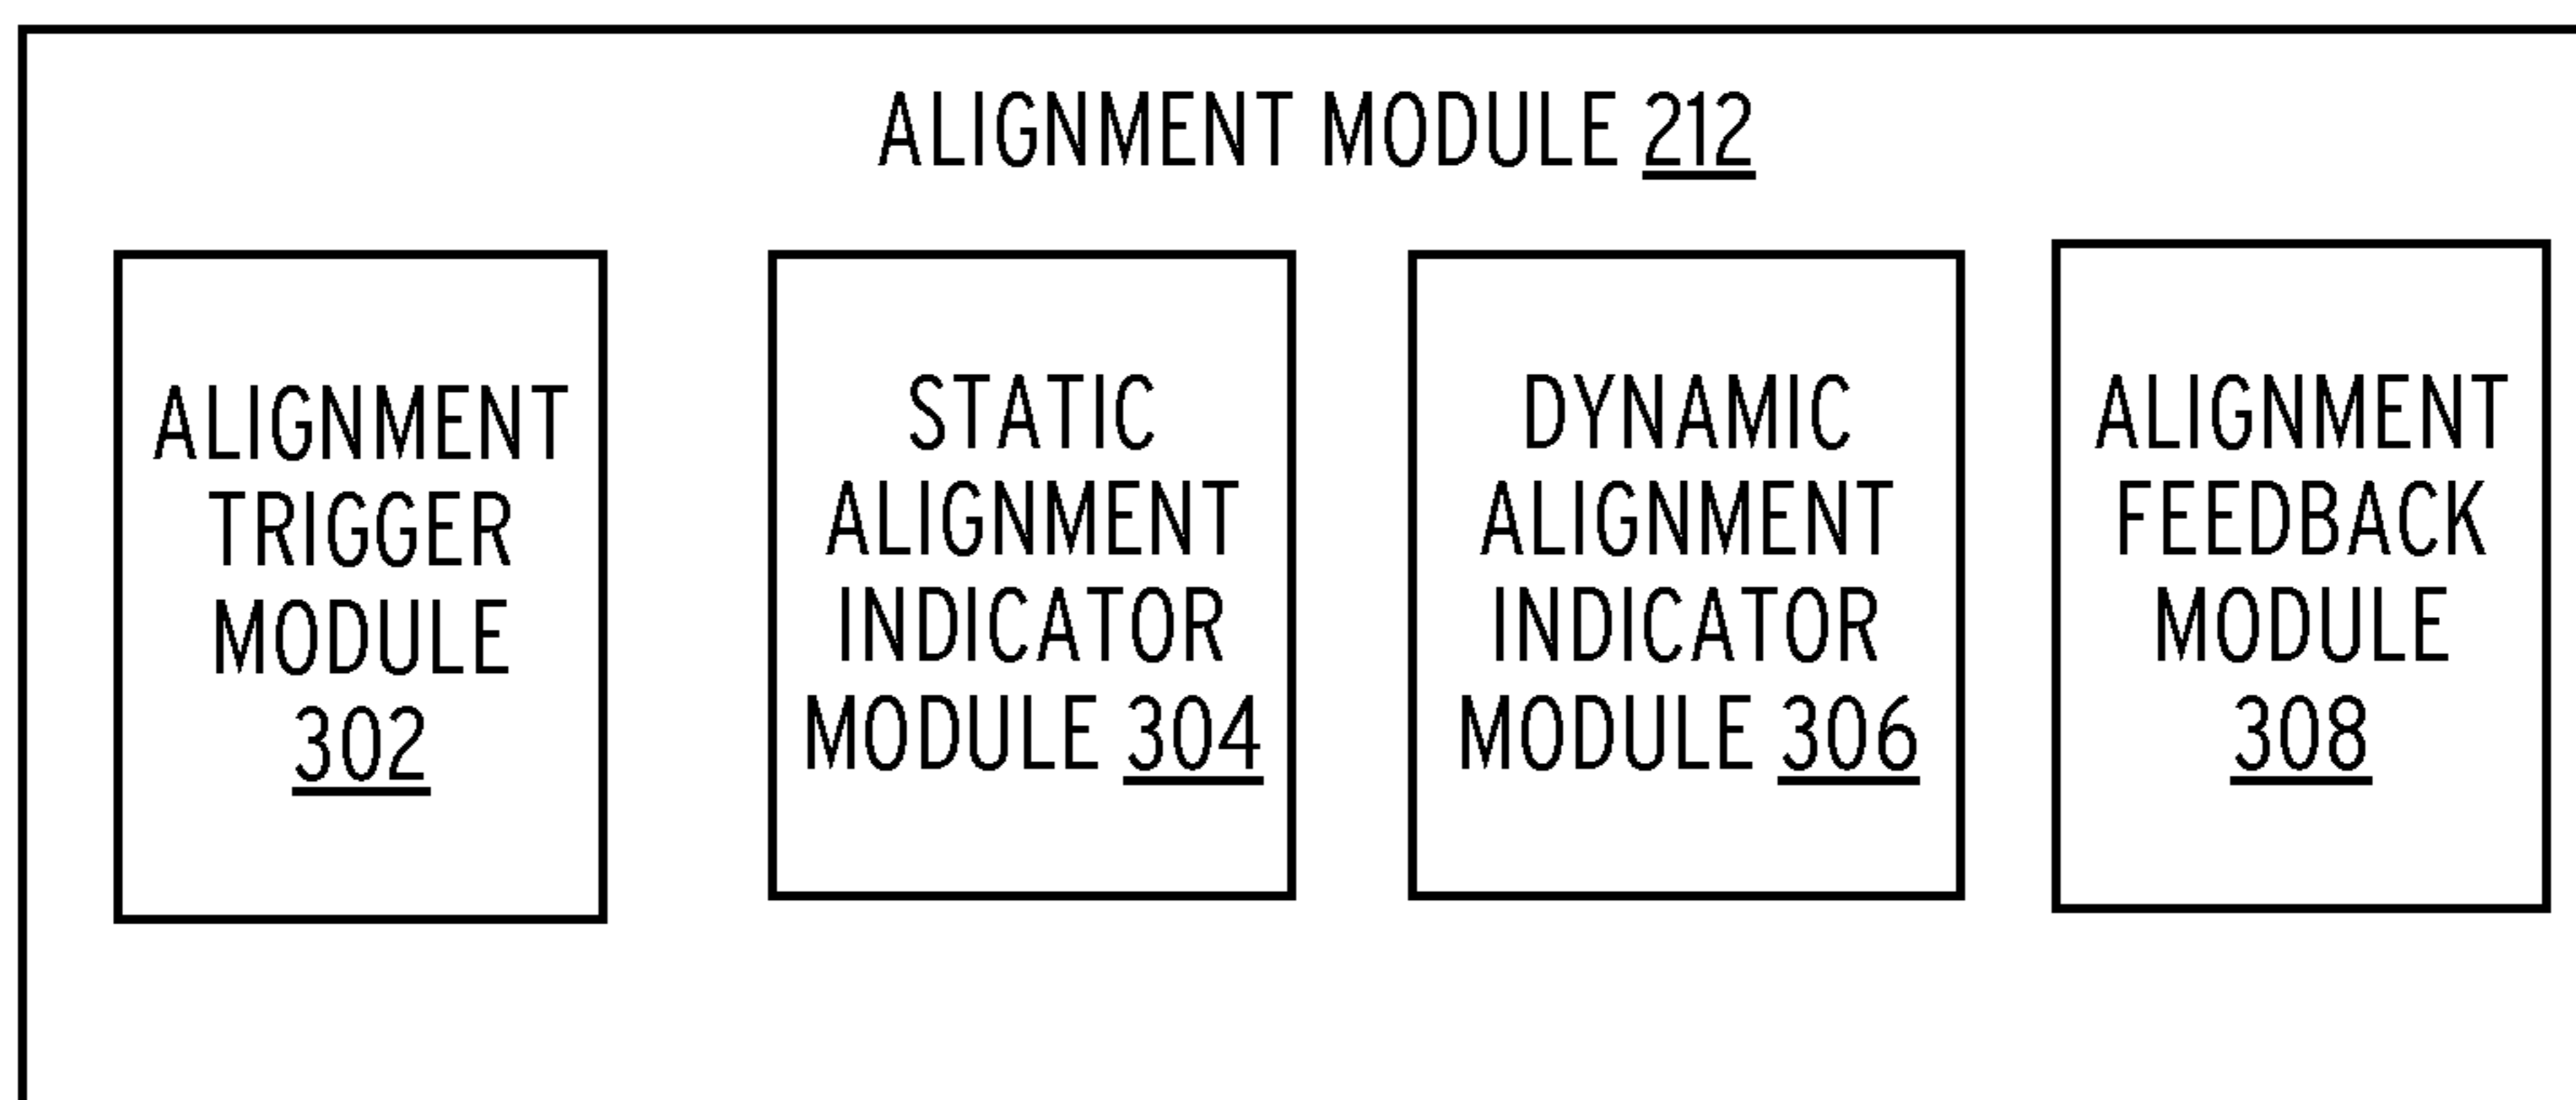 ALIGNMENT MODULE 212
ALIGNMENT
TRIGGER
MODULE
302
STATIC
ALIGNMENT
INDICATOR
MODULE 304
DYNAMIC
ALIGNMENT
INDICATOR
MODULE 306
ALIGNMENT
FEEDBACK
MODULE
308